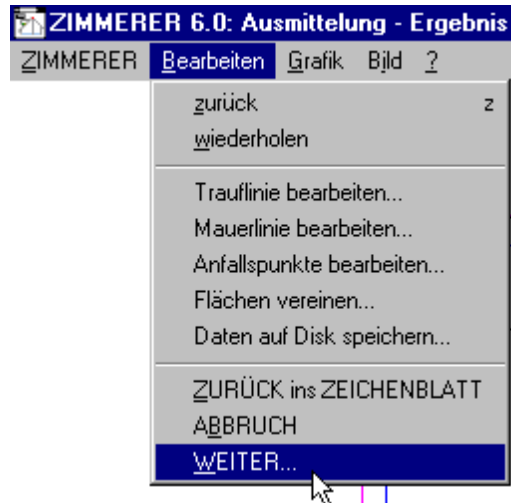 ZIMMERER 6.0: Ausmittelung - Ergebnis
ZIMMERER Bearbeiten Grafik Bild ?
zurück z
wiederholen
Trauflinie bearbeiten...
Mauerlinie bearbeiten...
Anfallspunkte bearbeiten...
Flächen vereinen...
Daten auf Disk speichern...
ZURÜCK ins ZEICHENBLATT
ABBRUCH
WEITER...